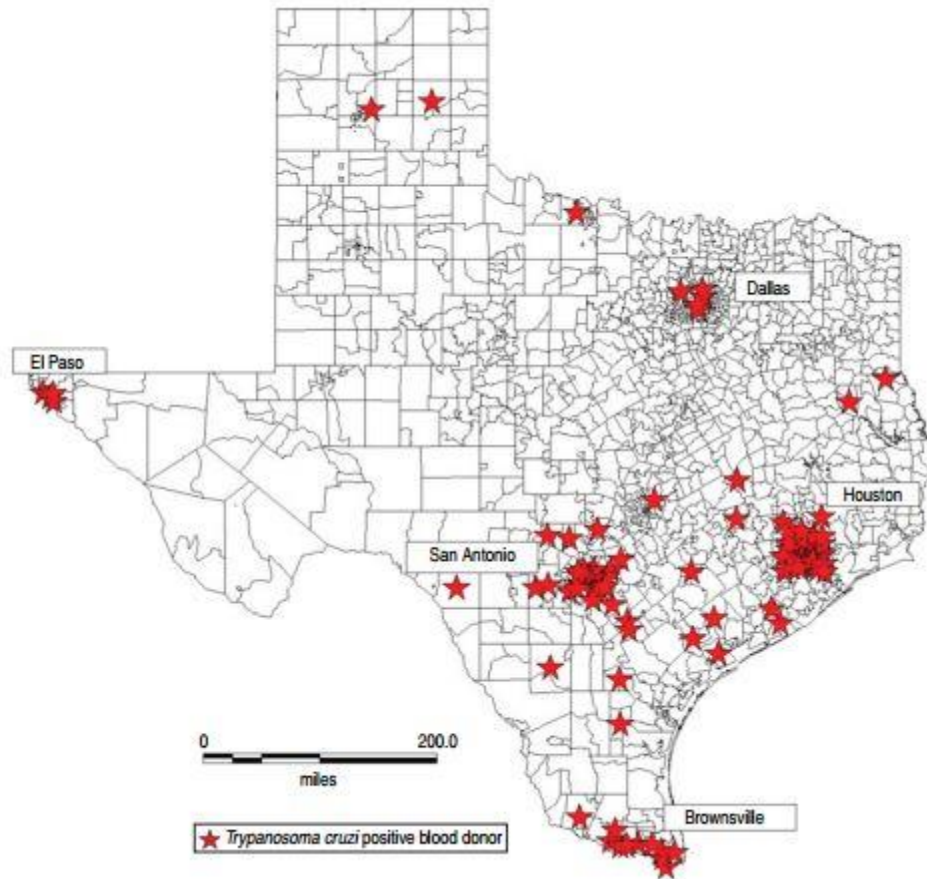 Dallas
El Paso
Houston
San Antonio
0 200.0
miles
Brownsville
Trypanosoma cruzi positive blood donor